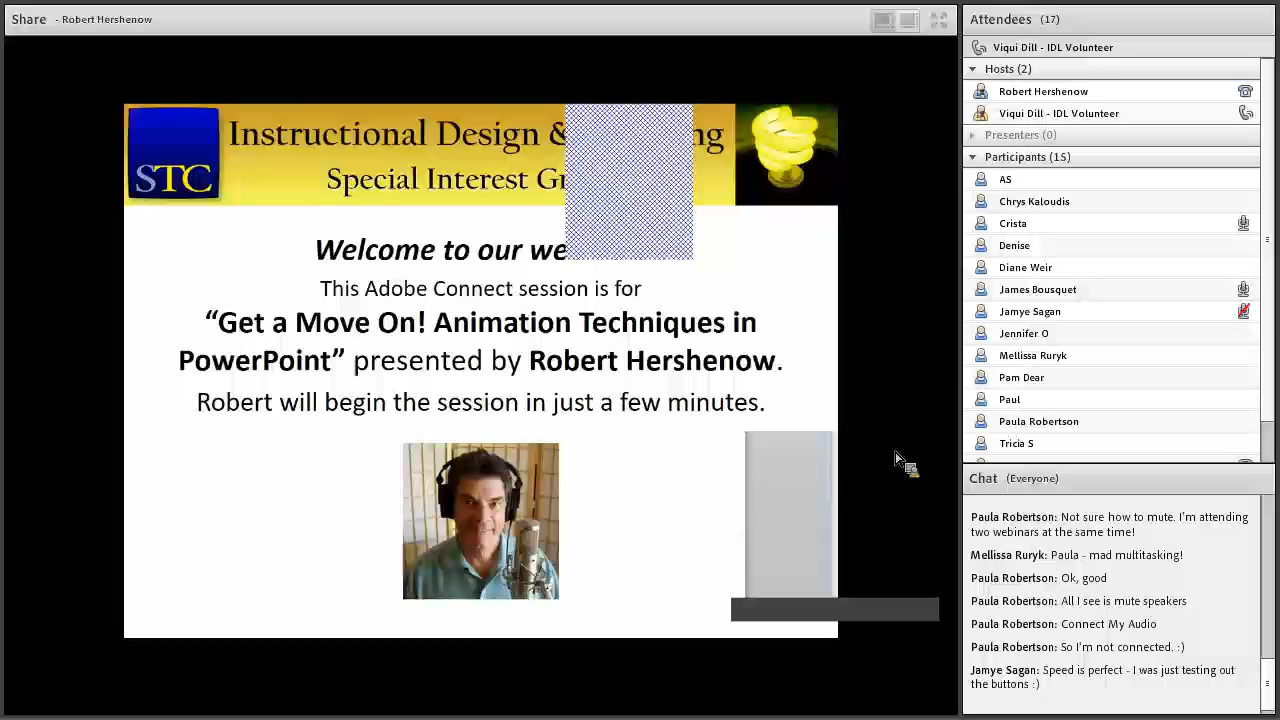 Share - Robert Hershenow
STC
Instructional Design & ng
Special Interest Gr
Welcome to our we
This Adobe Connect session is for
“Get a Move On! Animation Techniques in
PowerPoint” presented by Robert Hershenow.
Robert will begin the session in just a few minutes.
Attendees (17)
Viqui Dill - IDL Volunteer
Hosts (2)
Robert Hershenow
Viqui Dill - IDL Volunteer
Presenters (0)
Participants (15)
AS
Chrys Kaloudis
Crista
Denise
Diane Weir
James Bousquet
Jamye Sagan
Jennifer O
Mellissa Ruryk
Pam Dear
Paul
Paula Robertson
Tricia S
Chat (Everyone)
Paula Robertson: Not sure how to mute. I'm attending
two webinars at the same time!
Mellissa Ruryk: Paula - mad multitasking!
Paula Robertson: Ok, good
Paula Robertson: All I see is mute speakers
Paula Robertson: Connect My Audio
Paula Robertson: So I'm not connected. :)
Jamye Sagan: Speed is perfect - I was just testing out
the buttons :)